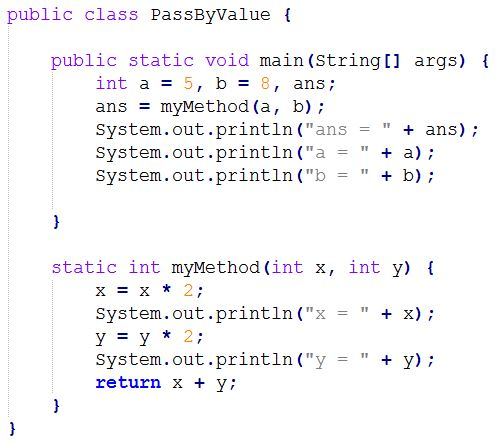 public class PassByValue {
public static void main(String[] args) {
int a = 5, b = 8, ans;
ans = myMethod(a, b);
System.out.println("ans = " + ans);
System.out.println("a = " + a);
System.out.println("b = " + b);
}
static int myMethod(int x, int y) {
x = x * 2;
System.out.println("x = " + x);
y = y * 2;
System.out.println("y = " + y);
return x + y;
}
}